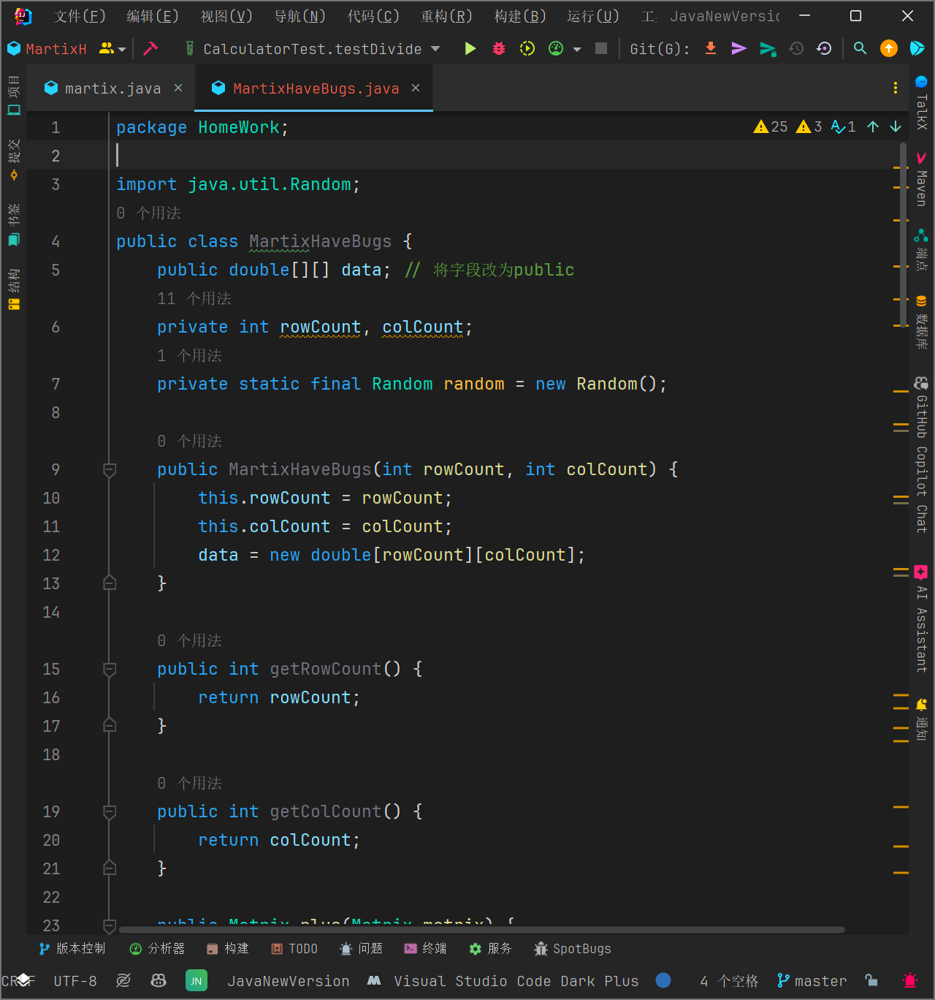 文件(F) 编辑(E) 视图(V) 导航(N) 代码(C) 重构(R) 构建(B) 运行(U) 工 JavaNewVersio
MartixH CalculatorTest.testDivide Git(G):
martix.java MartixHaveBugs.java
25 3 1
1 package HomeWork;
2
3 import java.util.Random;
0 个用法
4 public class MartixHaveBugs {
5 public double[][] data; // 将字段改为public
11 个用法
6 private int rowCount, colCount;
1 个用法
7 private static final Random random = new Random();
8
0 个用法
9 public MartixHaveBugs(int rowCount, int colCount) {
10 this.rowCount = rowCount;
11 this.colCount = colCount;
12 data = new double[rowCount][colCount];
13 }
14
0 个用法
15 public int getRowCount() {
16 return rowCount;
17 }
18
0 个用法
19 public int getColCount() {
20 return colCount;
21 }
22
23 public Matrix plus(Matrix matrix) {
项目
提交
书签
结构
TalkX
Maven
端点
数据库
GitHub Copilot Chat
AI Assistant
通知
版本控制 分析器 构建 TODO 问题 终端 服务 SpotBugs
CRLF UTF-8 JN JavaNewVersion Visual Studio Code Dark Plus 4 个空格 master